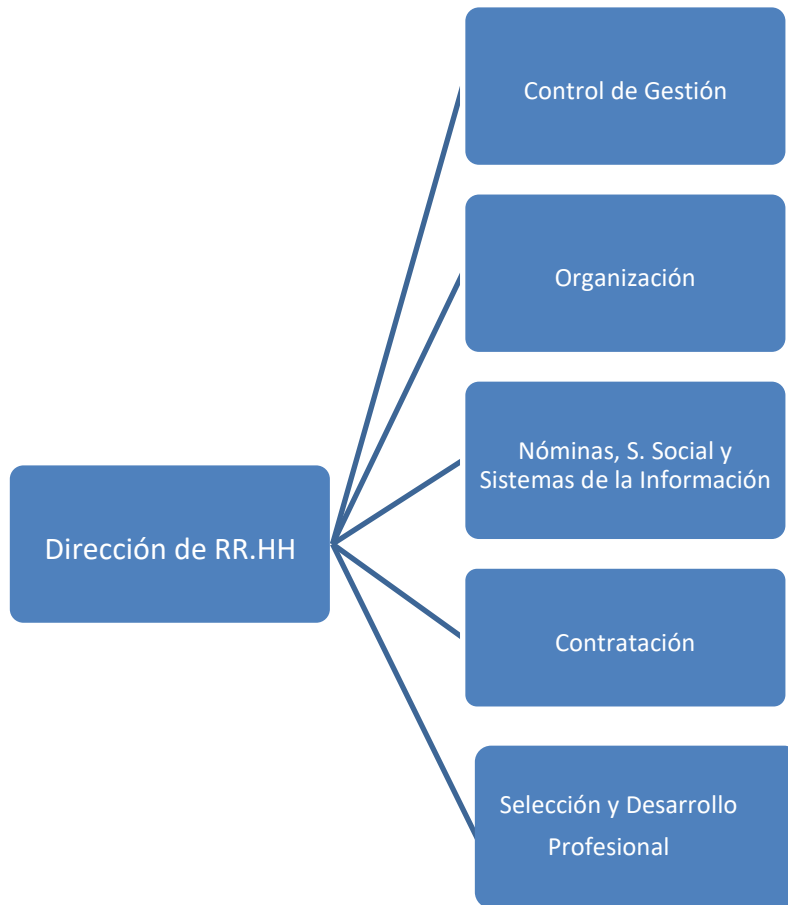 Control de Gestión
Organización
Nóminas, S. Social y
Sistemas de la Información
Dirección de RR.HH
Contratación
Selección y Desarrollo
Profesional